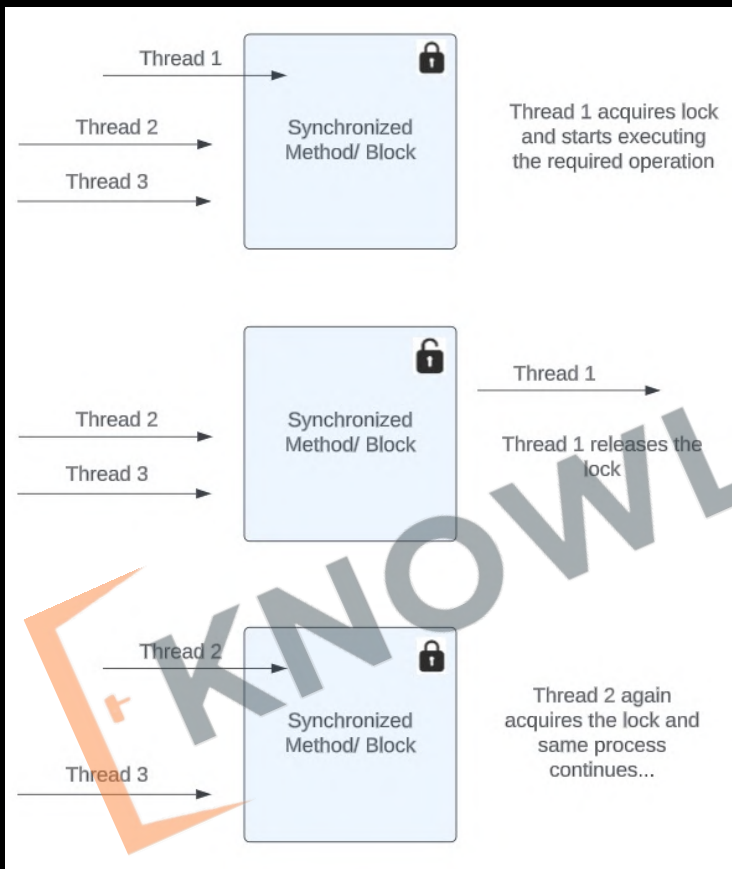 Thread 1
Thread 2
Thread 3
Synchronized
Method/ Block
Thread 1 acquires lock
and starts executing
the required operation
Thread 2
Thread 3
Synchronized
Method/ Block
Thread 1
Thread 1 releases the
lock
KNOWL
Thread 2
Thread 3
Synchronized
Method/ Block
Thread 2 again
acquires the lock and
same process
continues...